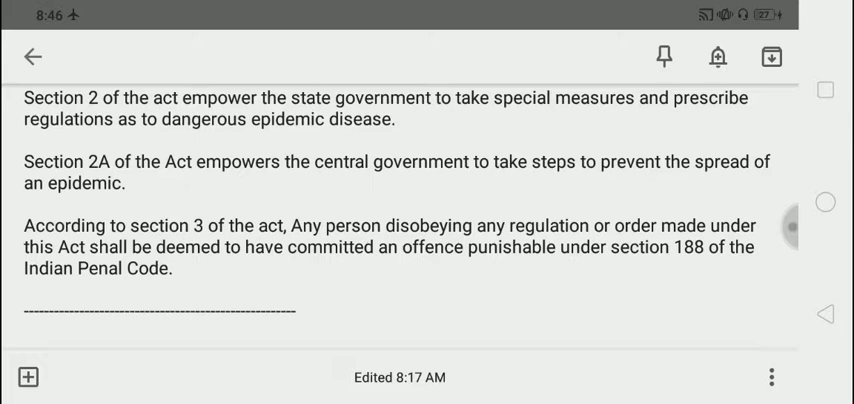 8:46
27
Section 2 of the act empower the state government to take special measures and prescribe
regulations as to dangerous epidemic disease.
Section 2A of the Act empowers the central government to take steps to prevent the spread of
an epidemic.
According to section 3 of the act, Any person disobeying any regulation or order made under
this Act shall be deemed to have committed an offence punishable under section 188 of the
Indian Penal Code.
------------------------------------------------------
Edited 8:17 AM